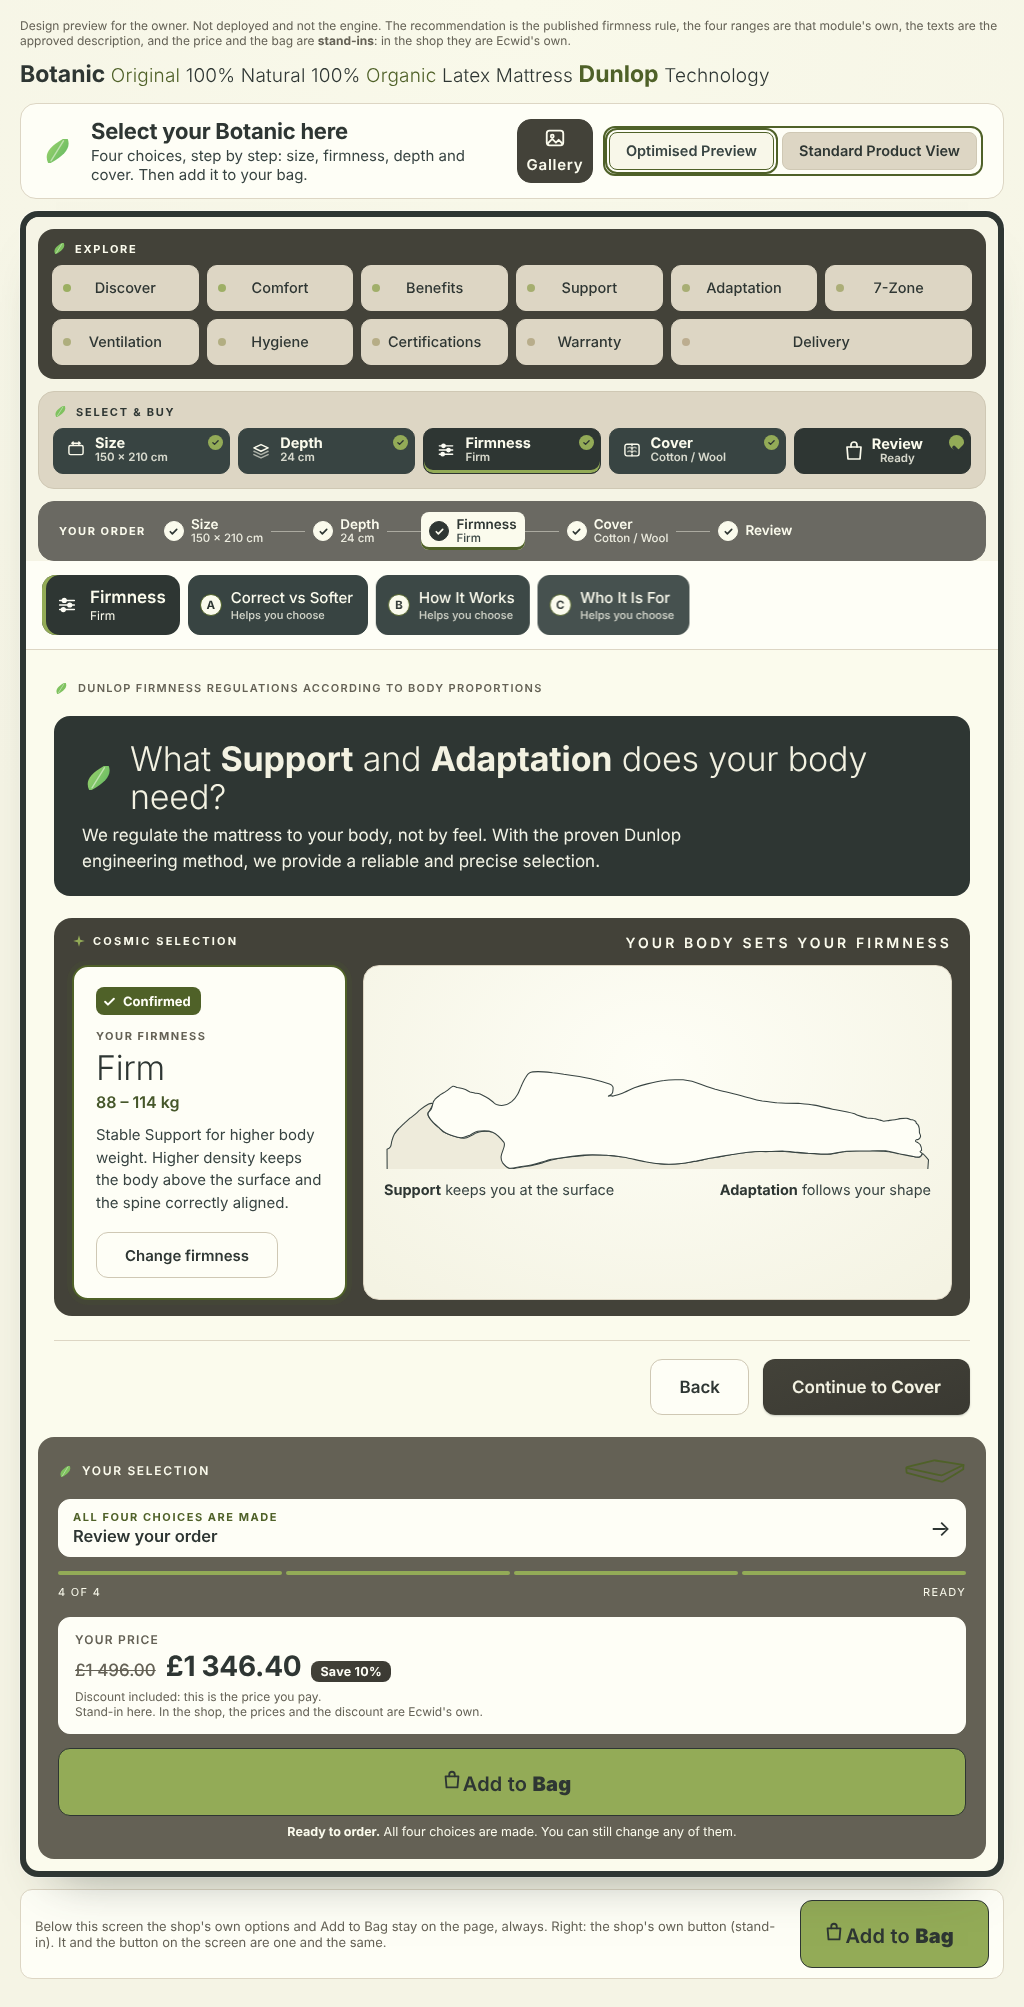 Design preview for the owner. Not deployed and not the engine. The recommendation is the published firmness rule, the four ranges are that module's own, the texts are the
approved description, and the price and the bag are stand-ins: in the shop they are Ecwid's own.
Botanic Original 100% Natural 100% Organic Latex Mattress Dunlop Technology
Select your Botanic here
Four choices, step by step: size, firmness, depth and
cover. Then add it to your bag.
Gallery
Optimised Preview
Standard Product View
EXPLORE
Discover
Comfort
Benefits
Support
Adaptation
7-Zone
Ventilation
Hygiene
Certifications
Warranty
Delivery
SELECT & BUY
Size
150 × 210 cm
Depth
24 cm
Firmness
Firm
Cover
Cotton / Wool
Review
Ready
YOUR ORDER
Size
150 × 210 cm
Depth
24 cm
Firmness
Firm
Cover
Cotton / Wool
Review
Firmness
Firm
A
Correct vs Softer
Helps you choose
B
How It Works
Helps you choose
C
Who It Is For
Helps you choose
DUNLOP FIRMNESS REGULATIONS ACCORDING TO BODY PROPORTIONS
What Support and Adaptation does your body
need?
We regulate the mattress to your body, not by feel. With the proven Dunlop
engineering method, we provide a reliable and precise selection.
COSMIC SELECTION
YOUR BODY SETS YOUR FIRMNESS
Confirmed
YOUR FIRMNESS
Firm
88 – 114 kg
Stable Support for higher body
weight. Higher density keeps
the body above the surface and
the spine correctly aligned.
Change firmness
Support keeps you at the surface
Adaptation follows your shape
Back
Continue to Cover
YOUR SELECTION
ALL FOUR CHOICES ARE MADE
Review your order
4 OF 4
READY
YOUR PRICE
£1 496.00 £1 346.40 Save 10%
Discount included: this is the price you pay.
Stand-in here. In the shop, the prices and the discount are Ecwid's own.
Add to Bag
Ready to order. All four choices are made. You can still change any of them.
Below this screen the shop's own options and Add to Bag stay on the page, always. Right: the shop's own button (stand-
in). It and the button on the screen are one and the same.
Add to Bag